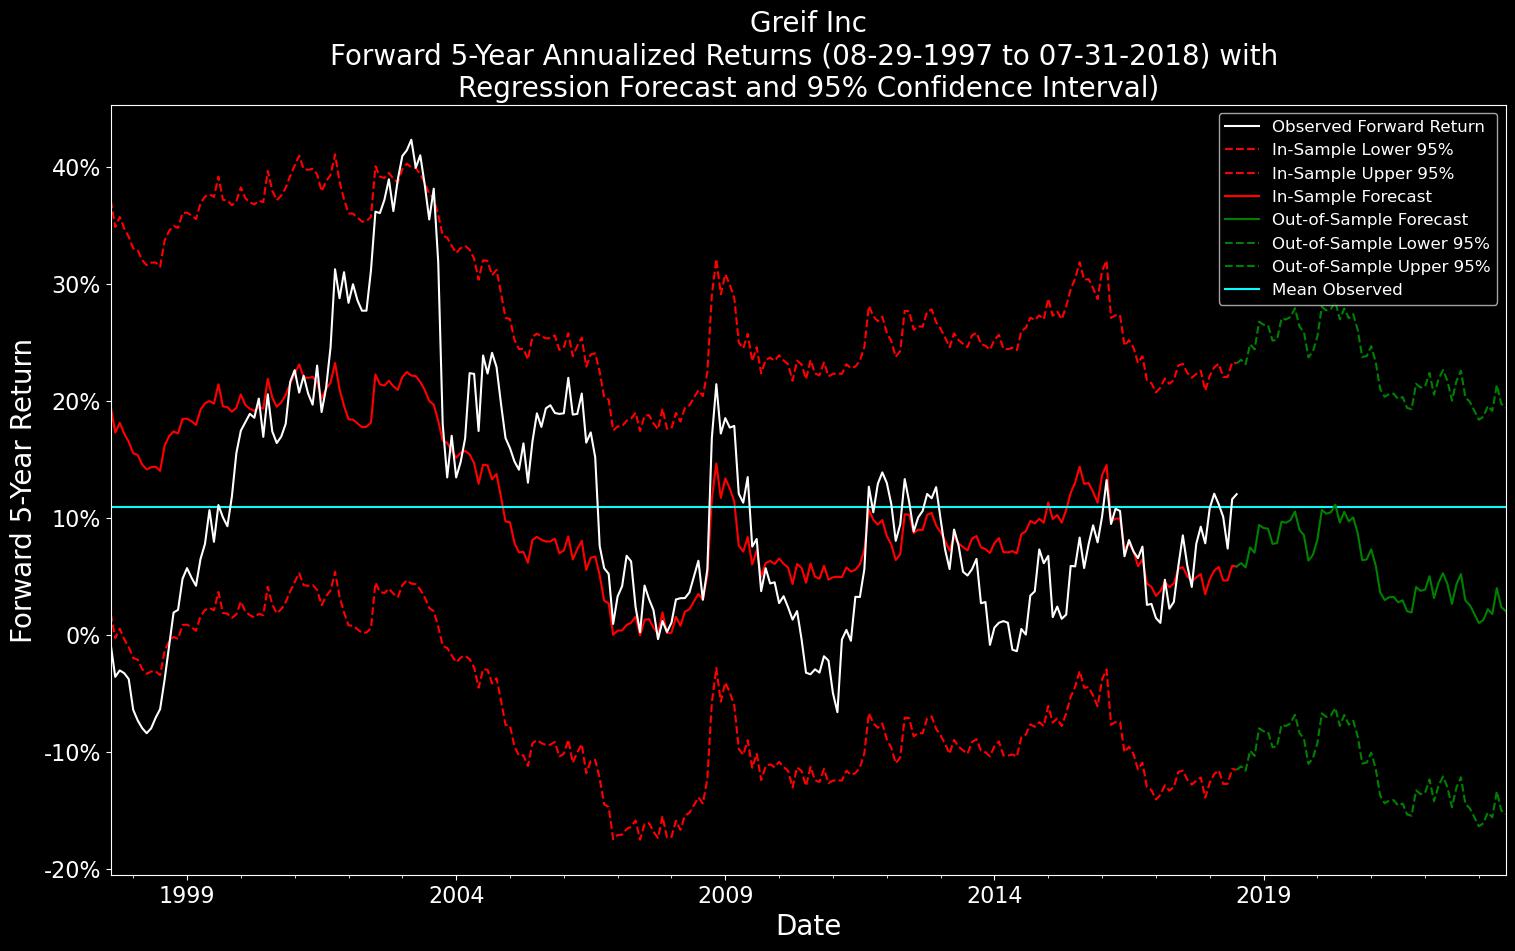 Greif Inc
Forward 5-Year Annualized Returns (08-29-1997 to 07-31-2018) with
Regression Forecast and 95% Confidence Interval)
Observed Forward Return
In-Sample Lower 95%
In-Sample Upper 95%
In-Sample Forecast
Out-of-Sample Forecast
Out-of-Sample Lower 95%
Out-of-Sample Upper 95%
Mean Observed
Forward 5-Year Return
40%
30%
20%
10%
0%
-10%
-20%
1999
2004
2009
2014
2019
Date